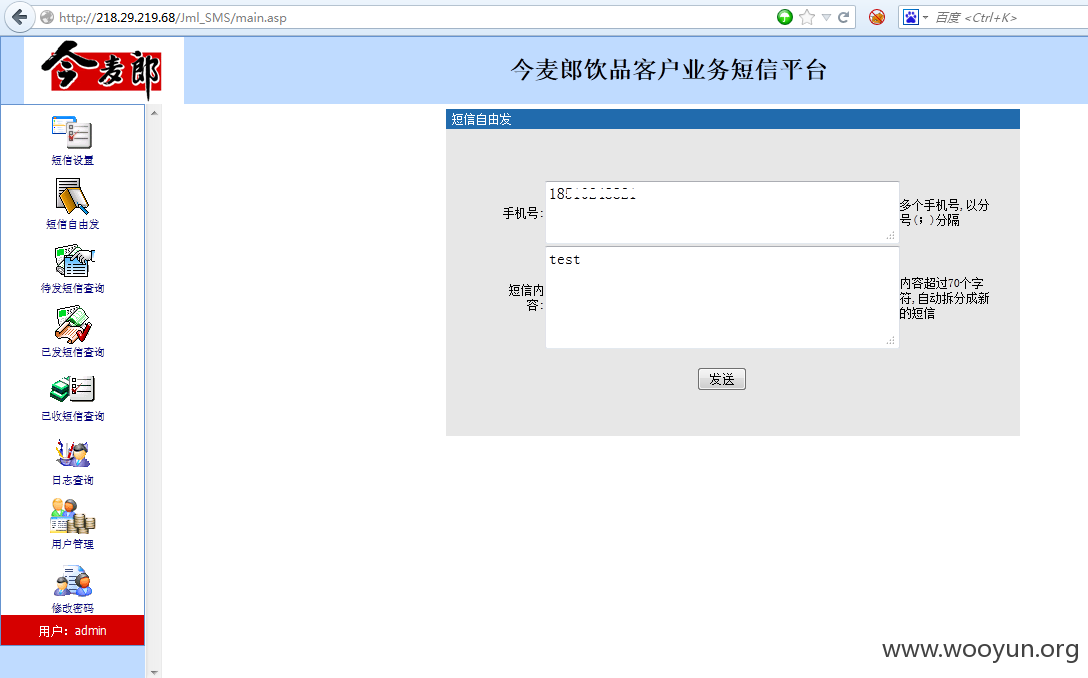 http://218.29.219.68/Jml_SMS/main.asp
百度 <Ctrl+K>
今麦郎
今麦郎饮品客户业务短信平台
短信设置
短信自由发
待发短信查询
已发短信查询
已收短信查询
日志查询
用户管理
修改密码
用户：admin
短信自由发
手机号:
多个手机号,以分
号(；)分隔
短信内
容:
test
内容超过70个字
符,自动拆分成新
的短信
发送
www.wooyun.org